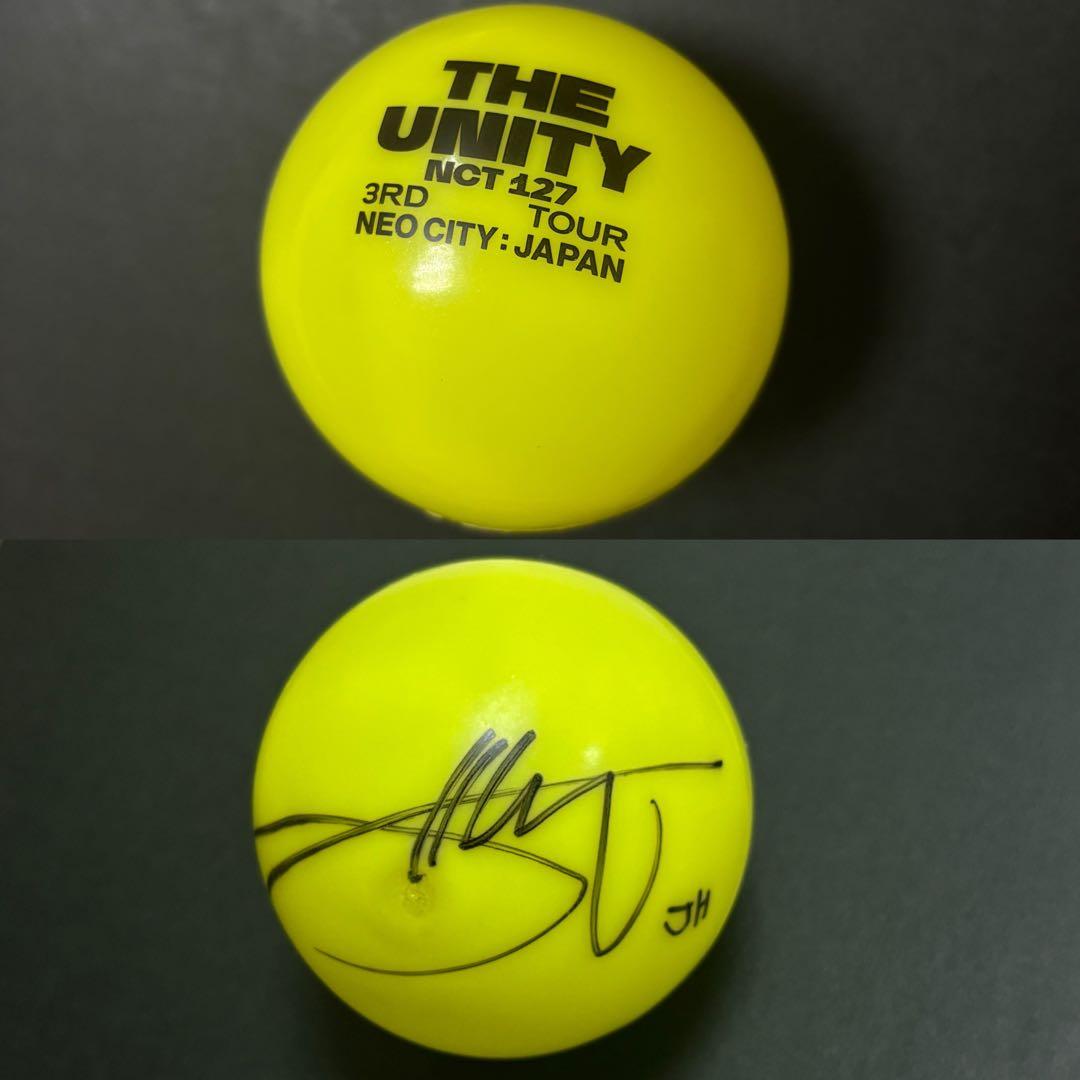 THE
UNITY
NCT 127
3RD TOUR
NEO CITY : JAPAN
JH